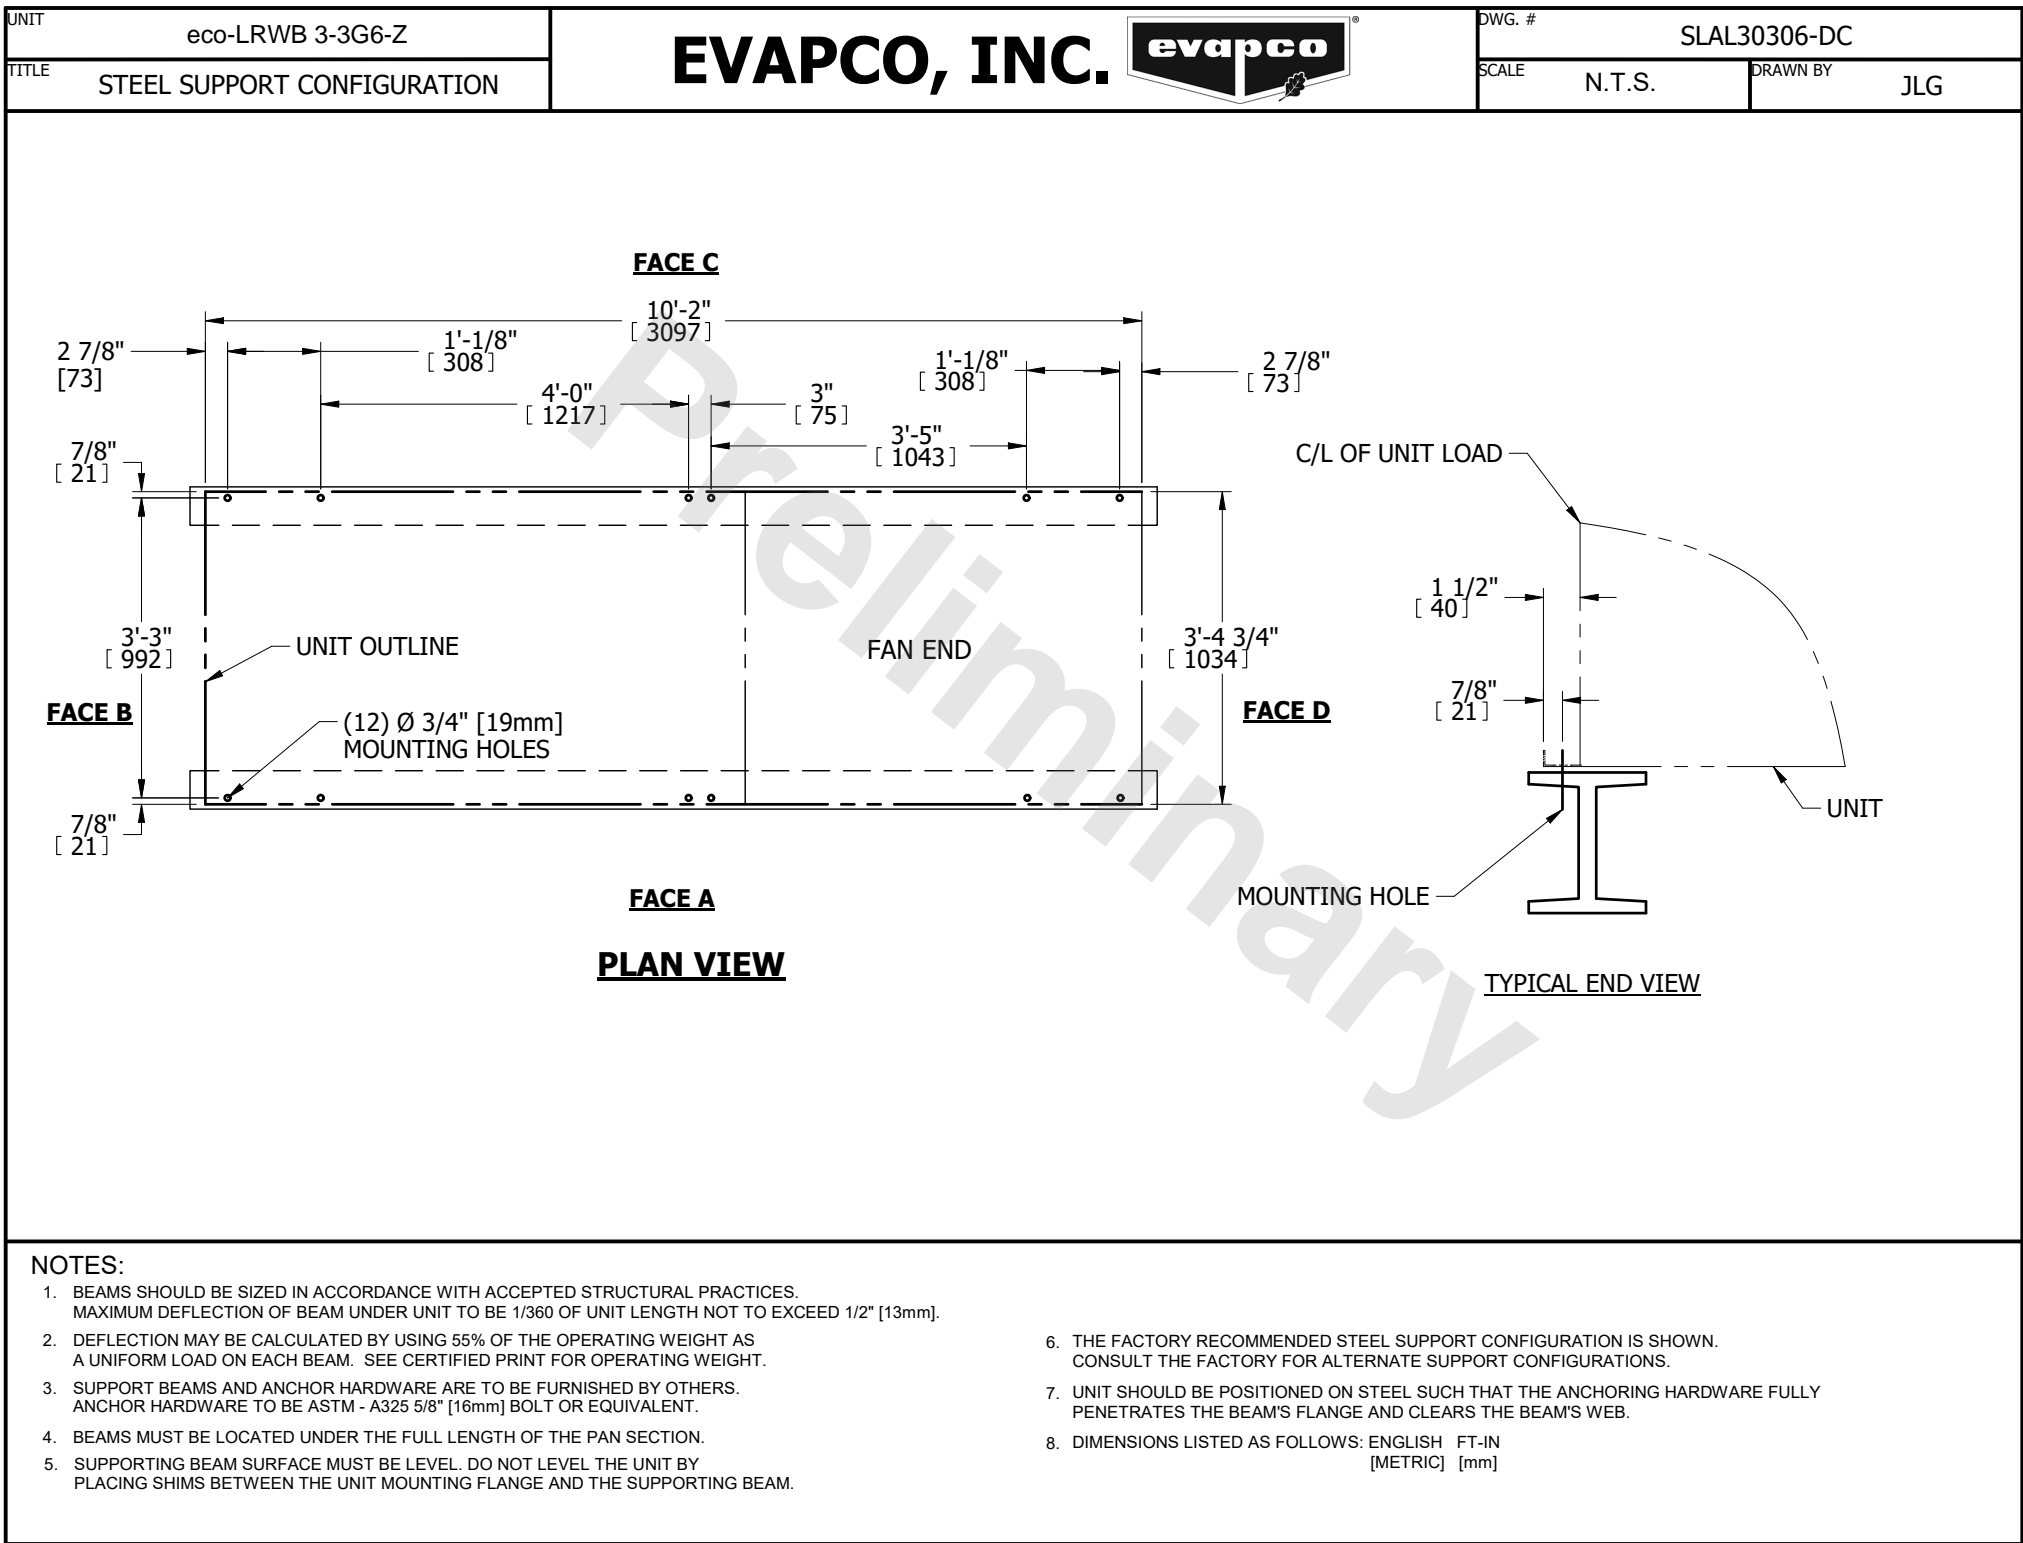 UNIT
eco-LRWB 3-3G6-Z
TITLE
STEEL SUPPORT CONFIGURATION
EVAPCO, INC.
evapco
®
DWG. #
SLAL30306-DC
SCALE
N.T.S.
DRAWN BY
JLG
FACE C
10'-2"
[ 3097]
2 7/8"
[73]
1'-1/8"
[ 308]
1'-1/8"
[ 308]
2 7/8"
[ 73]
4'-0"
[ 1217]
3"
[ 75]
3'-5"
[ 1043]
7/8"
[ 21]
3'-3"
[ 992]
UNIT OUTLINE
FAN END
3'-4 3/4"
[ 1034]
FACE B
(12) Ø 3/4" [19mm]
MOUNTING HOLES
FACE D
7/8"
[ 21]
FACE A
PLAN VIEW
C/L OF UNIT LOAD
1 1/2"
[ 40]
7/8"
[ 21]
UNIT
MOUNTING HOLE
TYPICAL END VIEW
Preliminary
NOTES:
1. BEAMS SHOULD BE SIZED IN ACCORDANCE WITH ACCEPTED STRUCTURAL PRACTICES.
MAXIMUM DEFLECTION OF BEAM UNDER UNIT TO BE 1/360 OF UNIT LENGTH NOT TO EXCEED 1/2" [13mm].
2. DEFLECTION MAY BE CALCULATED BY USING 55% OF THE OPERATING WEIGHT AS
A UNIFORM LOAD ON EACH BEAM. SEE CERTIFIED PRINT FOR OPERATING WEIGHT.
3. SUPPORT BEAMS AND ANCHOR HARDWARE ARE TO BE FURNISHED BY OTHERS.
ANCHOR HARDWARE TO BE ASTM - A325 5/8" [16mm] BOLT OR EQUIVALENT.
4. BEAMS MUST BE LOCATED UNDER THE FULL LENGTH OF THE PAN SECTION.
5. SUPPORTING BEAM SURFACE MUST BE LEVEL. DO NOT LEVEL THE UNIT BY
PLACING SHIMS BETWEEN THE UNIT MOUNTING FLANGE AND THE SUPPORTING BEAM.
6. THE FACTORY RECOMMENDED STEEL SUPPORT CONFIGURATION IS SHOWN.
CONSULT THE FACTORY FOR ALTERNATE SUPPORT CONFIGURATIONS.
7. UNIT SHOULD BE POSITIONED ON STEEL SUCH THAT THE ANCHORING HARDWARE FULLY
PENETRATES THE BEAM'S FLANGE AND CLEARS THE BEAM'S WEB.
8. DIMENSIONS LISTED AS FOLLOWS: ENGLISH FT-IN
[METRIC] [mm]